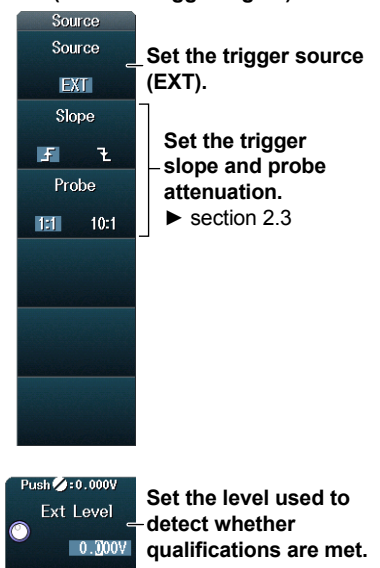 Source
Source
EXT
Set the trigger source
(EXT).
Slope
Probe
1:1 10:1
Set the trigger
slope and probe
attenuation.
► section 2.3
Push :0.000V
Ext Level
0.000V
Set the level used to
detect whether
qualifications are met.